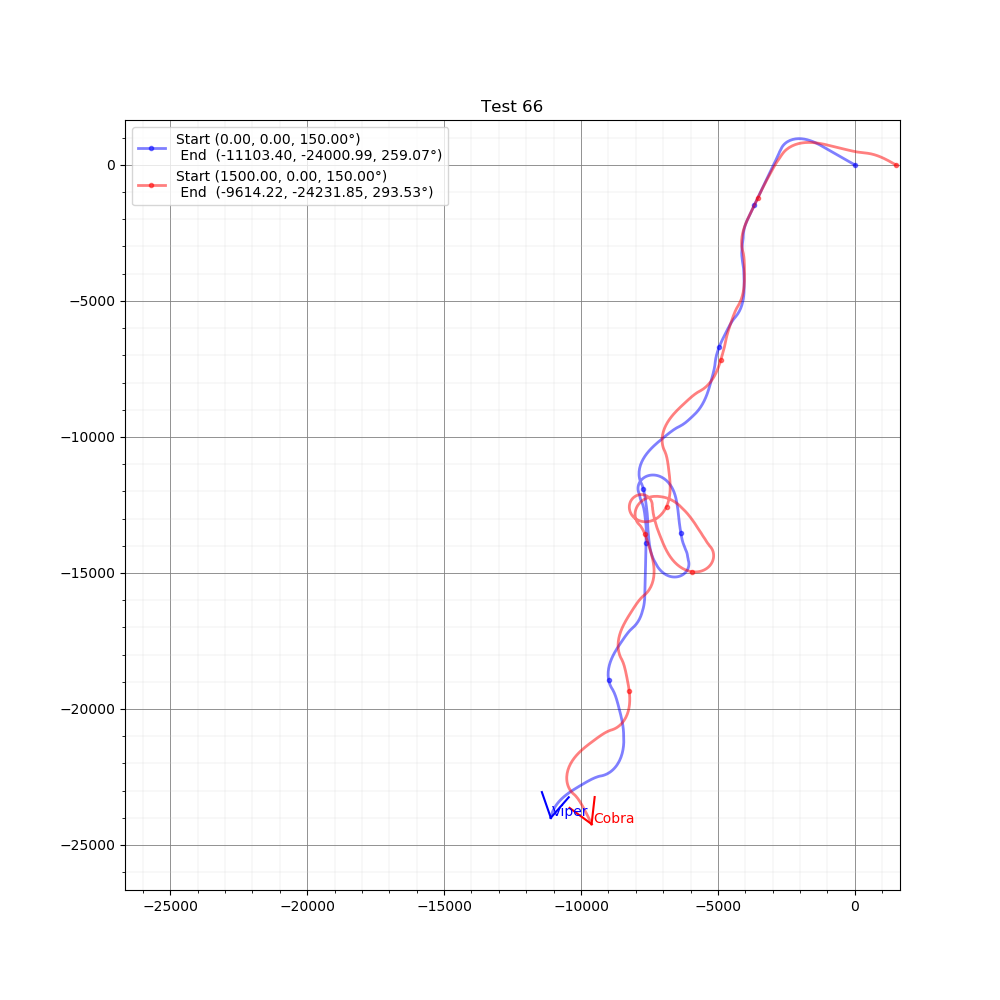 Test 66
Start (0.00, 0.00, 150.00°)
End (-11103.40, -24000.99, 259.07°)
Start (1500.00, 0.00, 150.00°)
End (-9614.22, -24231.85, 293.53°)
0
−5000
−10000
−15000
−20000
−25000
Viper
Cobra
−25000 −20000 −15000 −10000 −5000 0